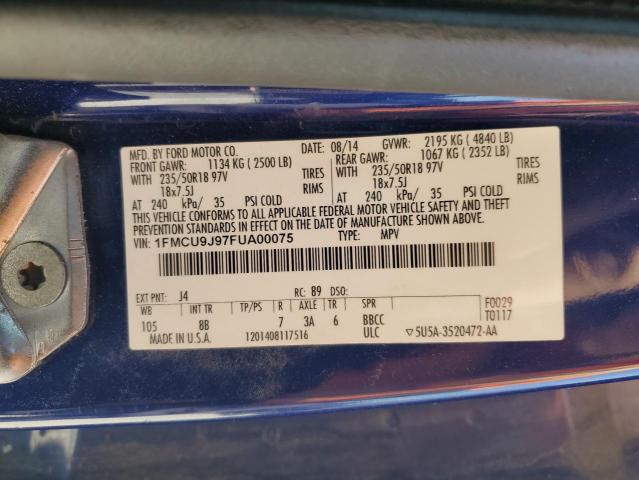 MFD. BY FORD MOTOR CO. DATE: 08/14 GVWR: 2195 KG ( 4840 LB)
FRONT GAWR: 1134 KG ( 2500 LB) REAR GAWR: 1067 KG ( 2352 LB)
WITH 235/50R18 97V TIRES WITH 235/50R18 97V TIRES
18x7.5J RIMS 18x7.5J RIMS
AT 240 kPa/ 35 PSI COLD AT 240 kPa/ 35 PSI COLD
THIS VEHICLE CONFORMS TO ALL APPLICABLE FEDERAL MOTOR VEHICLE SAFETY AND THEFT
PREVENTION STANDARDS IN EFFECT ON THE DATE OF MANUFACTURE SHOWN ABOVE.
VIN: 1FMCU9J97FUA00075 TYPE: MPV
EXT PNT: J4 RC: 89 DSO:
WB INT TR TP/PS R AXLE TR SPR F0029
105 8B 7 3A 6 BBCC T0117
MADE IN U.S.A. 1201408117516 ULC ▽5U5A-3520472-AA